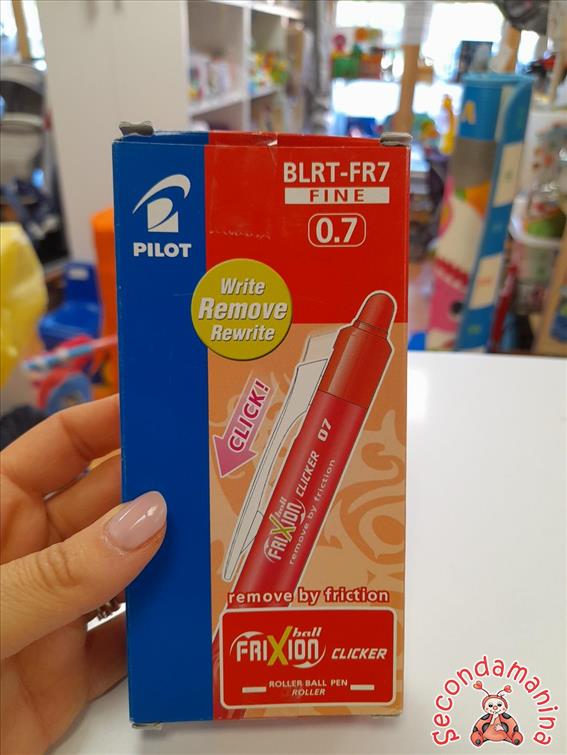 BLRT-FR7
FINE
0.7
PILOT
Write
Remove
Rewrite
CLICK!
ball
FRIXION CLICKER 07
remove by friction
remove by friction
ball
FRIXION CLICKER
ROLLER BALL PEN
ROLLER
Secondamanina